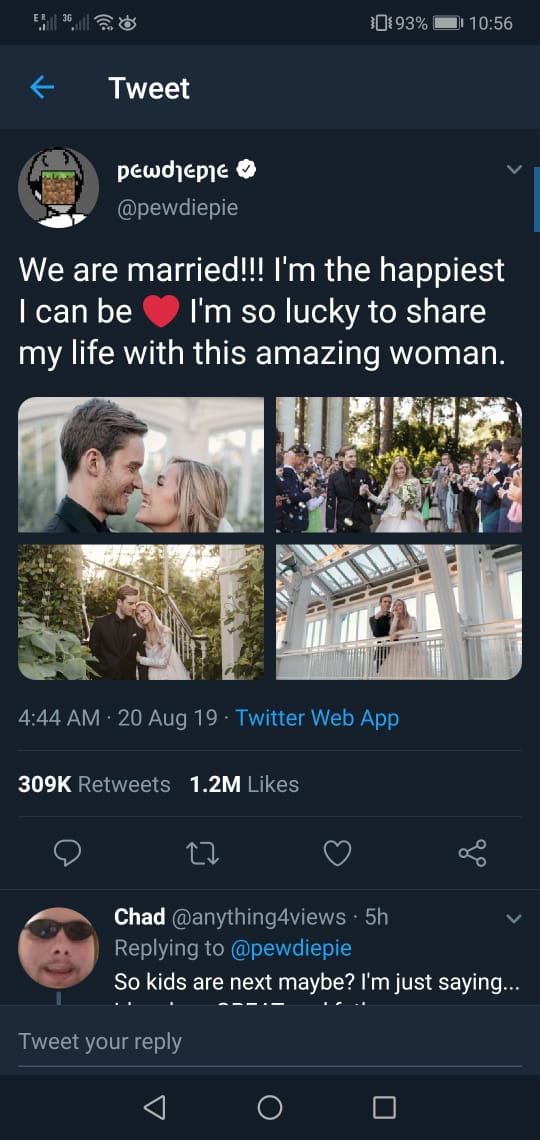 E R 3G 93% 10:56
Tweet
pєwdıєpıє
@pewdiepie
We are married!!! I'm the happiest
I can be ❤️ I'm so lucky to share
my life with this amazing woman.
4:44 AM · 20 Aug 19 · Twitter Web App
309K Retweets 1.2M Likes
Chad @anything4views · 5h
Replying to @pewdiepie
So kids are next maybe? I'm just saying...
Tweet your reply